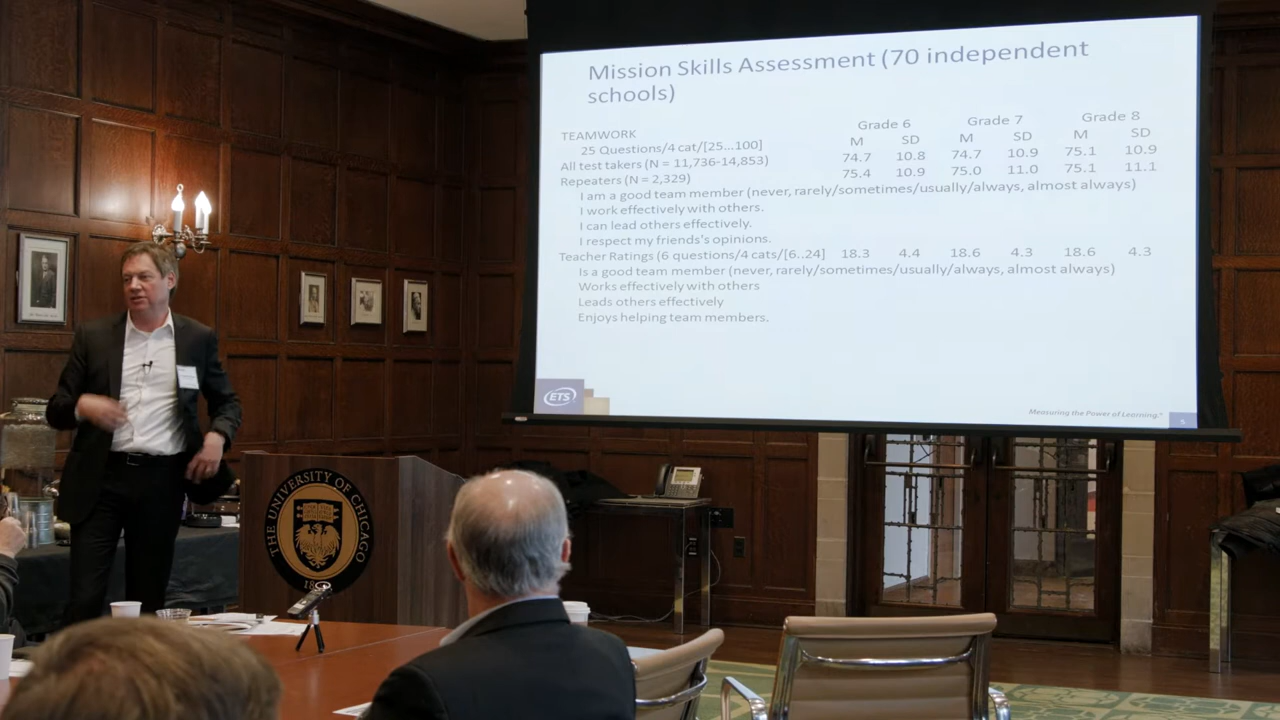 Mission Skills Assessment (70 independent
schools)
Grade 6 Grade 7 Grade 8
TEAMWORK M SD M SD M SD
25 Questions/4 cat/[25...100]
All test takers (N = 11,736-14,853) 74.7 10.8 74.7 10.9 75.1 10.9
Repeaters (N = 2,329) 75.4 10.9 75.0 11.0 75.1 11.1
I am a good team member (never, rarely/sometimes/usually/always, almost always)
I work effectively with others.
I can lead others effectively.
I respect my friends's opinions.
Teacher Ratings (6 questions/4 cats/[6..24] 18.3 4.4 18.6 4.3 18.6 4.3
Is a good team member (never, rarely/sometimes/usually/always, almost always)
Works effectively with others
Leads others effectively
Enjoys helping team members.
ETS
Measuring the Power of Learning.®
5
THE UNIVERSITY OF CHICAGO